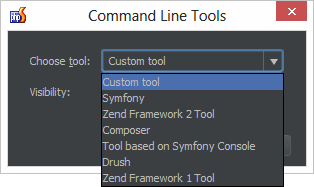 php
Command Line Tools
Choose tool:
Custom tool
Visibility:
Custom tool
Symfony
Zend Framework 2 Tool
Composer
Tool based on Symfony Console
Drush
Zend Framework 1 Tool